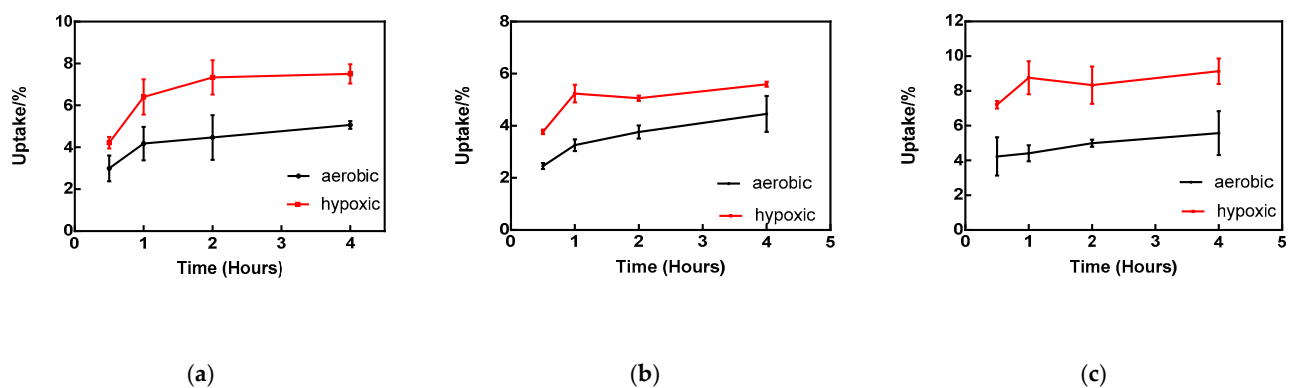 10
8
6
4
2
0
Uptake/%
0 1 2 3 4
Time (Hours)
aerobic
hypoxic
(a)
8
6
4
2
0
Uptake/%
0 1 2 3 4 5
Time (Hours)
aerobic
hypoxic
(b)
12
10
8
6
4
2
0
Uptake/%
0 1 2 3 4 5
Time (Hours)
aerobic
hypoxic
(c)